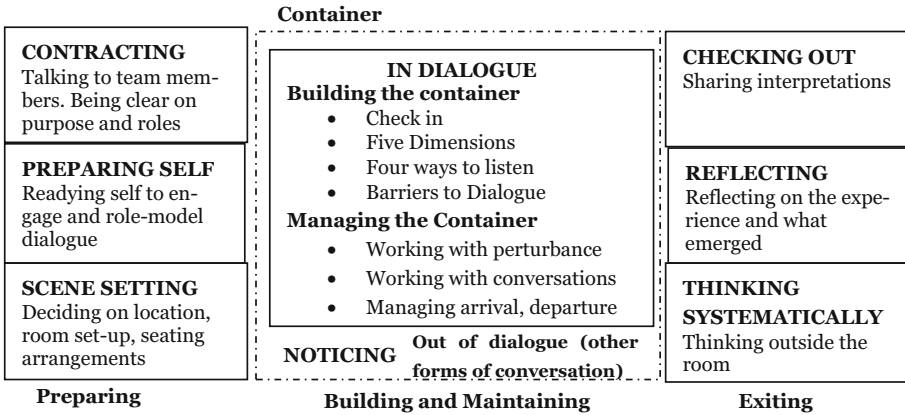 Container
CONTRACTING
Talking to team mem-
bers. Being clear on
purpose and roles
PREPARING SELF
Readying self to en-
gage and role-model
dialogue
SCENE SETTING
Deciding on location,
room set-up, seating
arrangements
Preparing
IN DIALOGUE
Building the container
• Check in
• Five Dimensions
• Four ways to listen
• Barriers to Dialogue
Managing the Container
• Working with perturbance
• Working with conversations
• Managing arrival, departure
NOTICING Out of dialogue (other
forms of conversation)
Building and Maintaining
CHECKING OUT
Sharing interpretations
REFLECTING
Reflecting on the expe-
rience and what
emerged
THINKING
SYSTEMATICALLY
Thinking outside the
room
Exiting